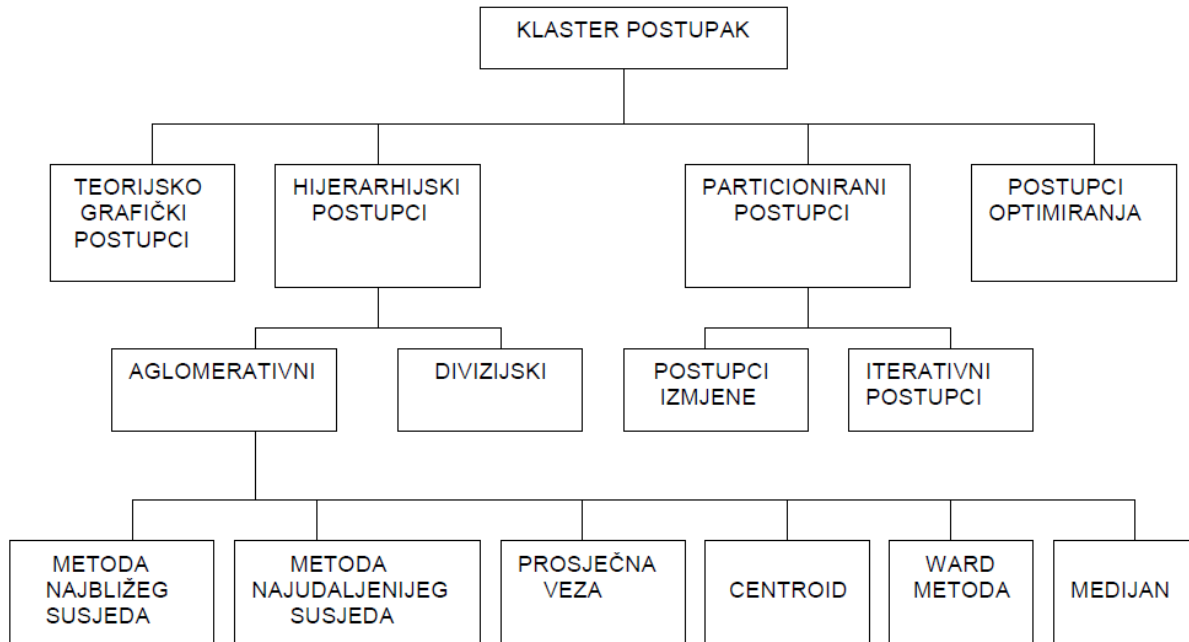 KLASTER POSTUPAK
TEORIJSKO
GRAFIČKI
POSTUPCI
HIJERARHIJSKI
POSTUPCI
PARTICIONIRANI
POSTUPCI
POSTUPCI
OPTIMIRANJA
AGLOMERATIVNI
DIVIZIJSKI
POSTUPCI
IZMJENE
ITERATIVNI
POSTUPCI
METODA
NAJBLIŽEG
SUSJEDA
METODA
NAJUDALJENIJEG
SUSJEDA
PROSJEČNA
VEZA
CENTROID
WARD
METODA
MEDIJAN